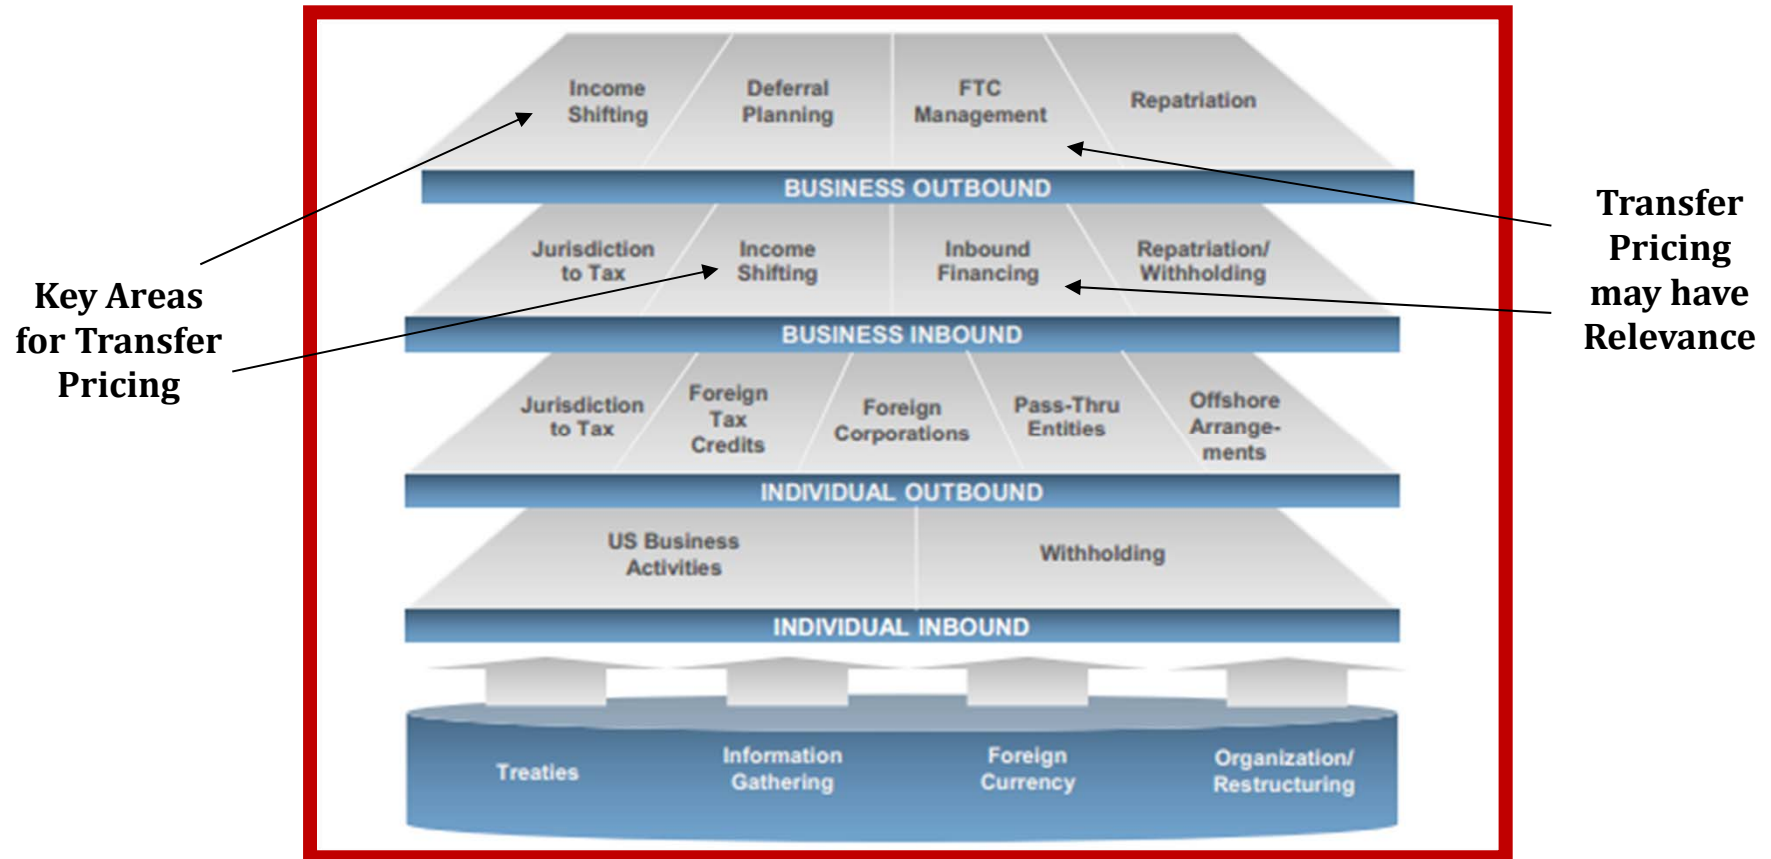 Income
Shifting
Deferral
Planning
FTC
Management
Repatriation
BUSINESS OUTBOUND
Jurisdiction
to Tax
Income
Shifting
Inbound
Financing
Repatriation/
Withholding
BUSINESS INBOUND
Jurisdiction
to Tax
Foreign
Tax
Credits
Foreign
Corporations
Pass-Thru
Entities
Offshore
Arrange-
ments
INDIVIDUAL OUTBOUND
US Business
Activities
Withholding
INDIVIDUAL INBOUND
Treaties
Information
Gathering
Foreign
Currency
Organization/
Restructuring
Key Areas
for Transfer
Pricing
Transfer
Pricing
may have
Relevance